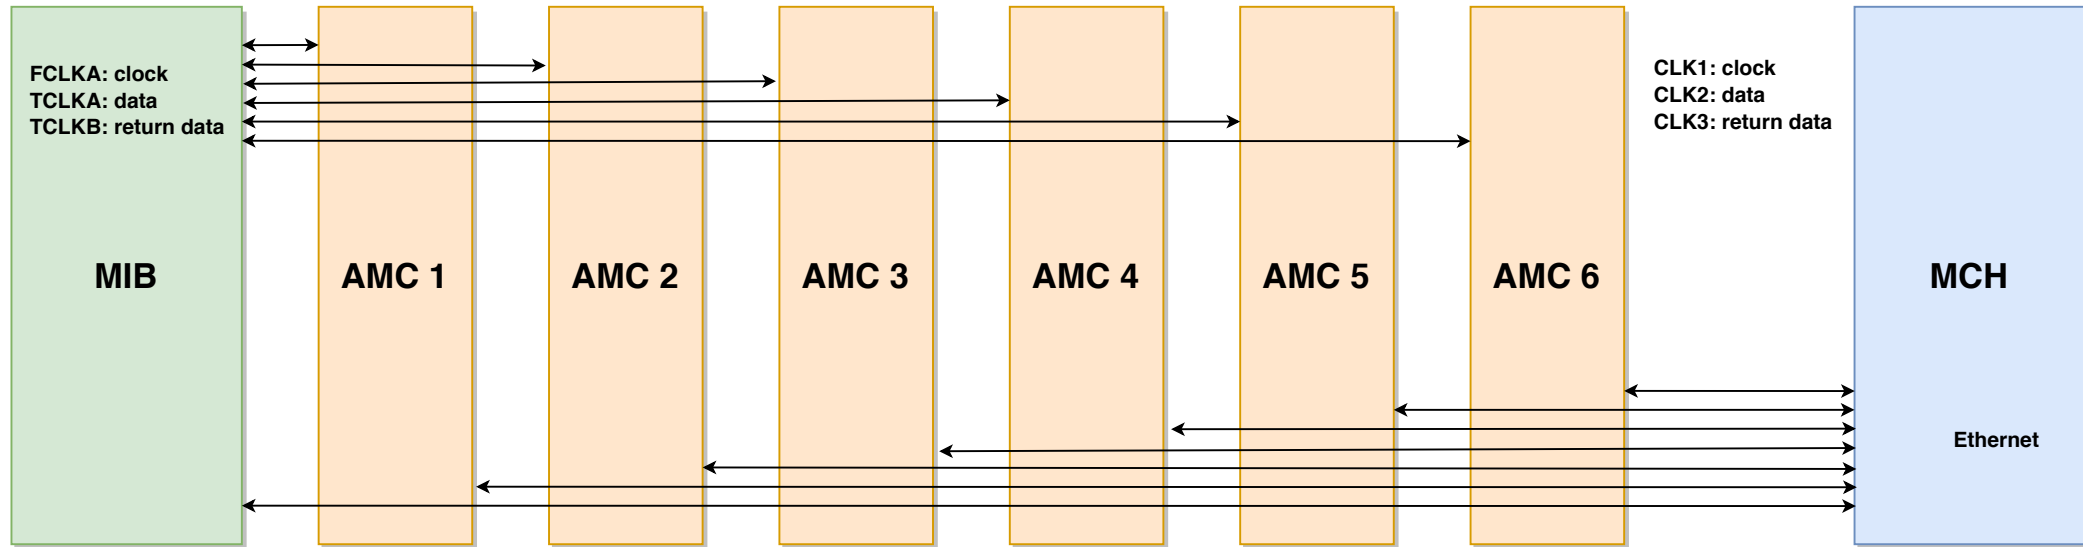 FCLKA: clock
TCLKA: data
TCLKB: return data
CLK1: clock
CLK2: data
CLK3: return data
MIB
AMC 1
AMC 2
AMC 3
AMC 4
AMC 5
AMC 6
MCH
Ethernet